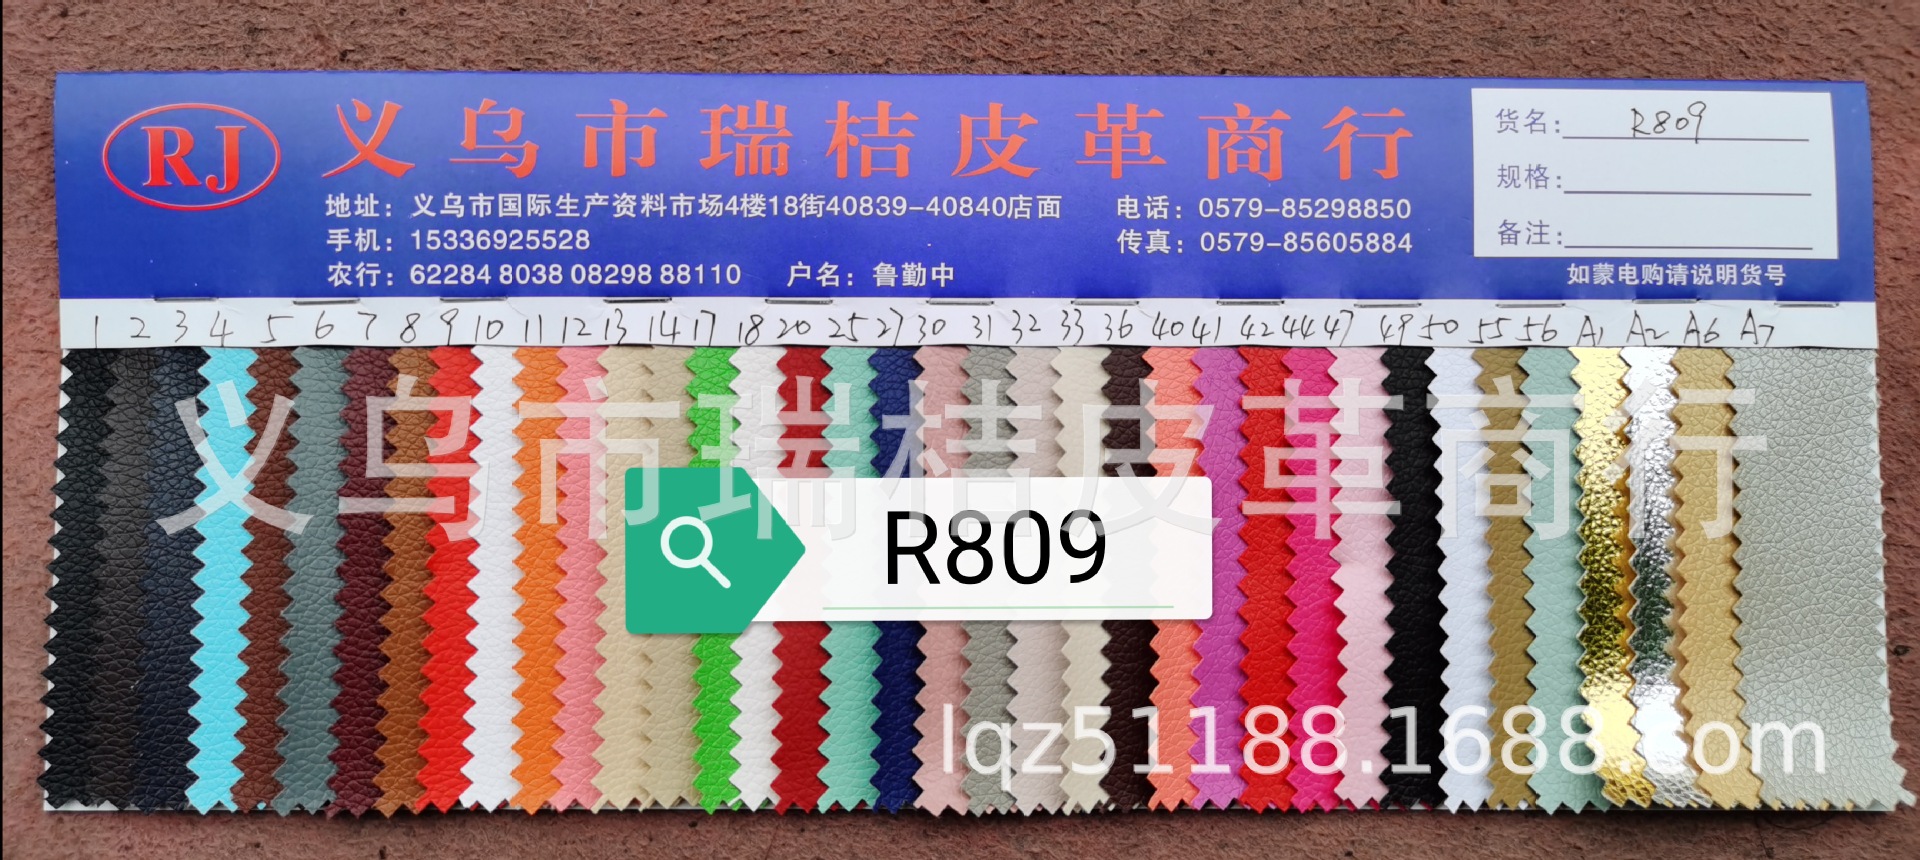 RJ
义乌市瑞桔皮革商行
地址：义乌市国际生产资料市场4楼18街40839-40840店面
电话：0579-85298850
手机：15336925528
传真：0579-85605884
农行：62284 8038 08298 88110 户名：鲁勤中
货名：R809
规格：
备注：
如蒙电购请说明货号
1 2 3 4 5 6 7 8 9 10 11 12 13 14 17 18 20 25 27 30 31 32 33 36 40 41 42 44 47 49 50 55 56 A1 A2 A6 A7
义乌市瑞桔皮革商行
R809
lqz51188.1688.com